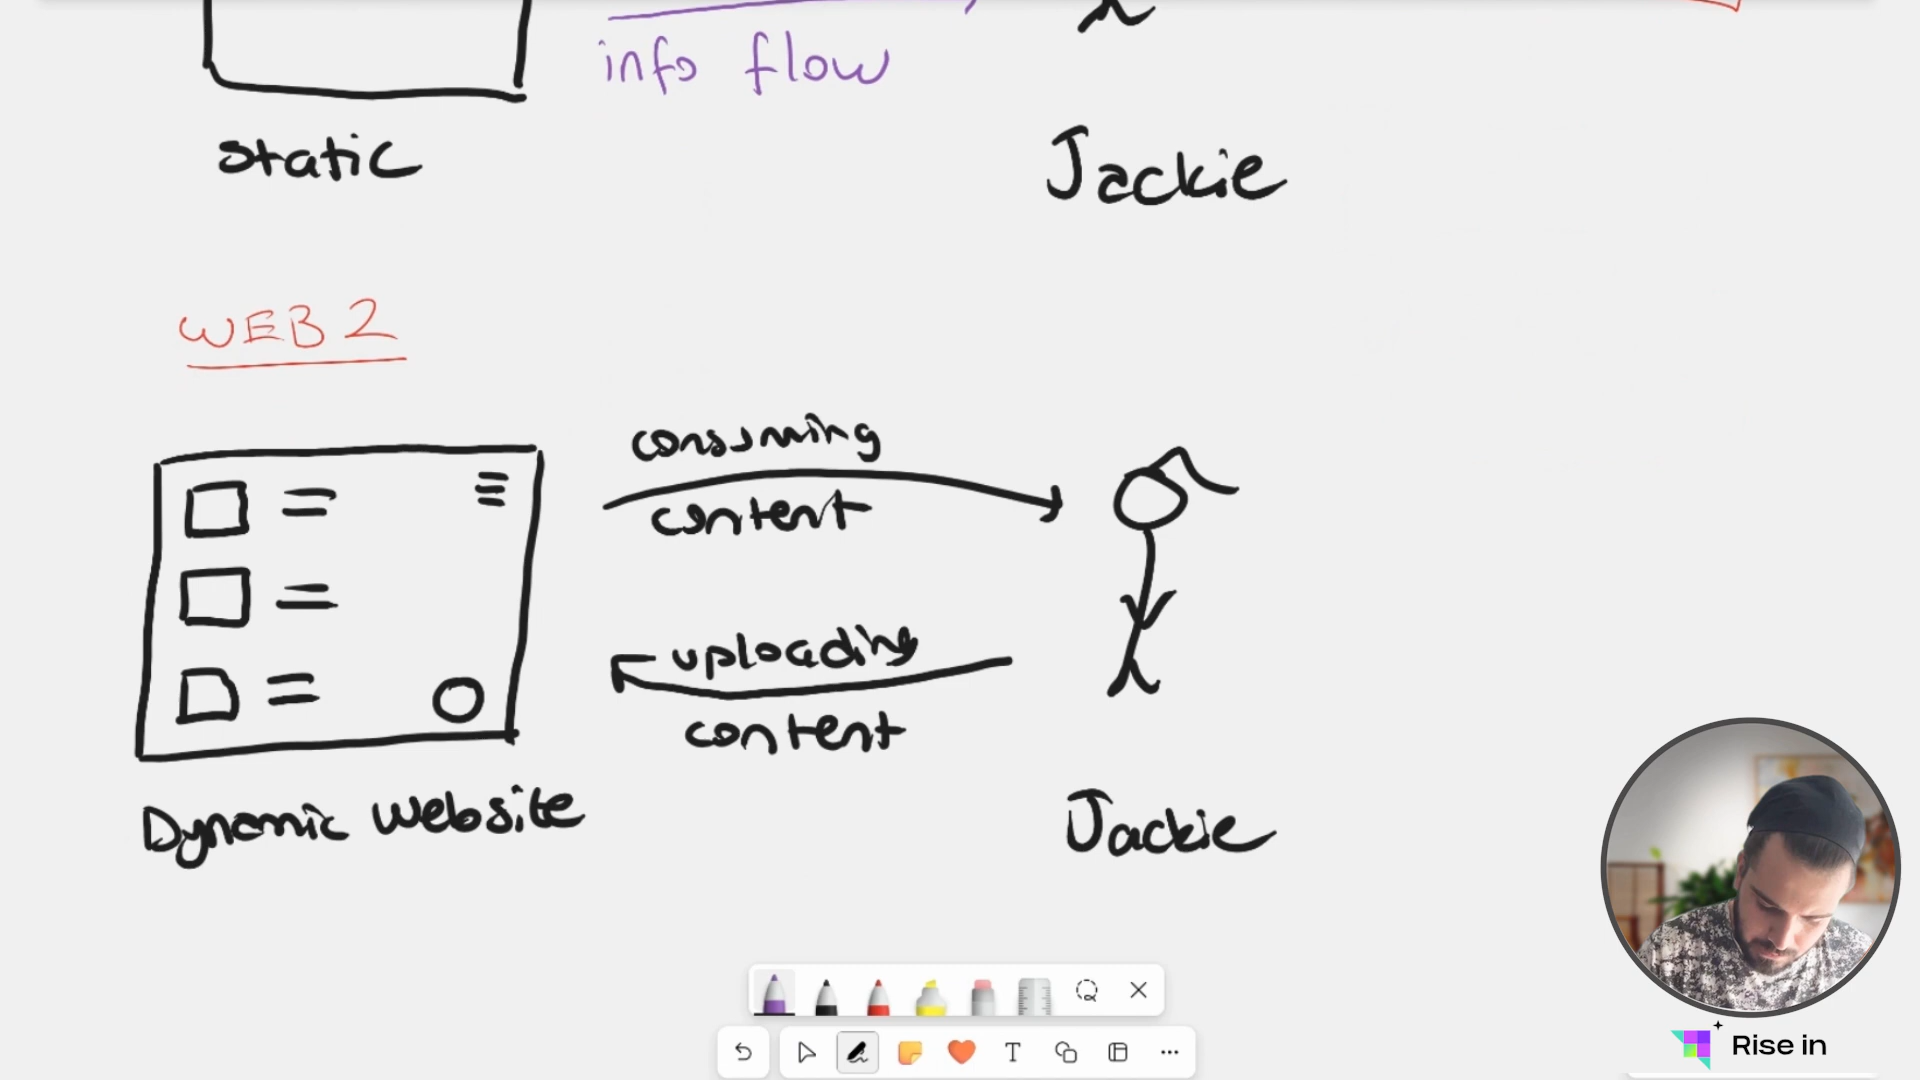 info flow
static
Jackie
WEB 2
consuming
content
uploading
content
Dynamic Website
Jackie
T
Rise in